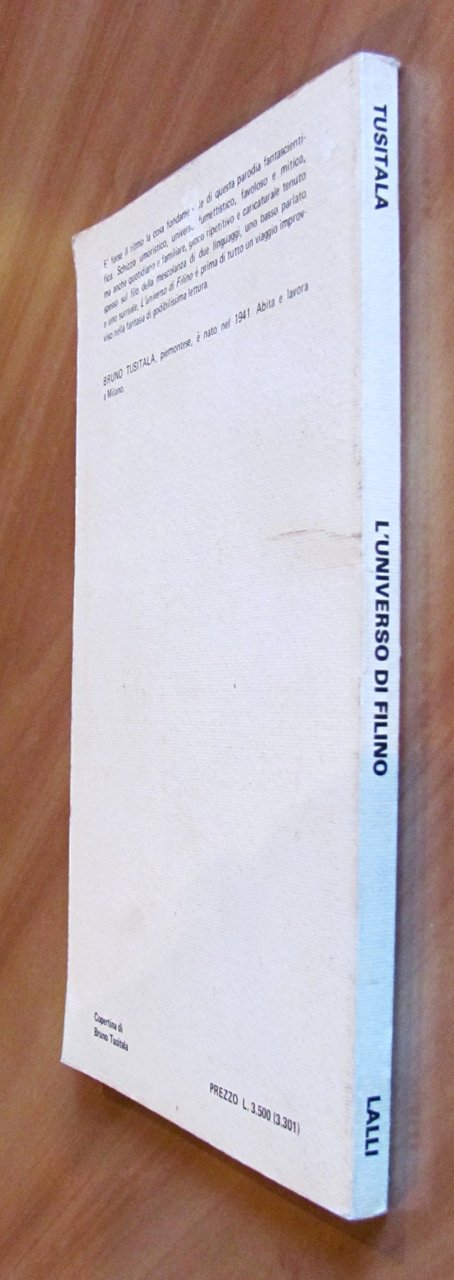 E' forse il ritmo la cosa di questa parodia fantascienti-
fica. Schizzo umoristico, universo fumettistico, favoloso e mitico,
ma anche quotidiano e familiare, gioco ripetitivo e caricaturale tenuto
spesso sul filo della mescolanza di due linguaggi, uno basso parlato
e uno surreale, L'universo di Filino è prima di tutto un viaggio improv-
viso nella fantasia di godibilissima lettura.
BRUNO TUSITALA, piemontese, è nato nel 1941. Abita e lavora
a Milano.
Copertina di
Bruno Tusitala
PREZZO L. 3.500 (3.301)
TUSITALA
L'UNIVERSO DI FILINO
LALLI